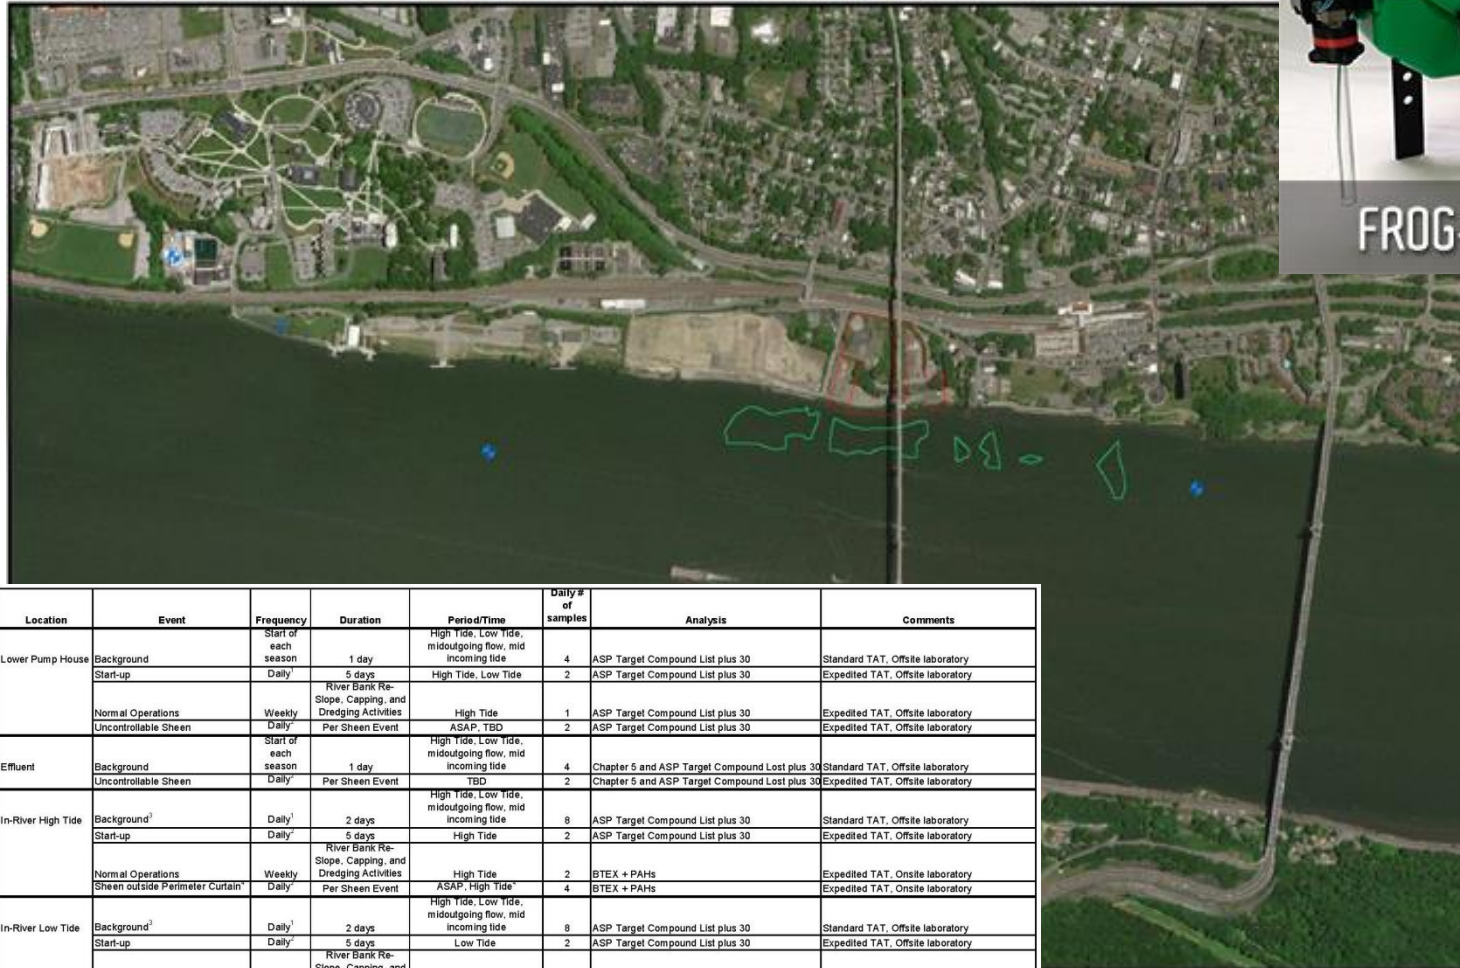 FROG-
Location Event Frequency Duration Period/Time Daily # of samples Analysis Comments
Lower Pump House Background Start of each season 1 day High Tide, Low Tide, midoutgoing flow, mid incoming tide 4 ASP Target Compound List plus 30 Standard TAT, Offsite laboratory
Start-up Daily¹ 5 days High Tide, Low Tide 2 ASP Target Compound List plus 30 Expedited TAT, Offsite laboratory
Normal Operations Weekly River Bank Re-Slope, Capping, and Dredging Activities High Tide 1 ASP Target Compound List plus 30 Expedited TAT, Offsite laboratory
Uncontrollable Sheen Daily² Per Sheen Event ASAP, TBD 2 ASP Target Compound List plus 30 Expedited TAT, Offsite laboratory
Effluent Background Start of each season 1 day High Tide, Low Tide, midoutgoing flow, mid incoming tide 4 Chapter 5 and ASP Target Compound Lost plus 30 Standard TAT, Offsite laboratory
Uncontrollable Sheen Daily² Per Sheen Event TBD 2 Chapter 5 and ASP Target Compound Lost plus 30 Expedited TAT, Offsite laboratory
In-River High Tide Background³ Daily¹ 2 days High Tide, Low Tide, midoutgoing flow, mid incoming tide 8 ASP Target Compound List plus 30 Standard TAT, Offsite laboratory
Start-up Daily² 5 days High Tide 2 ASP Target Compound List plus 30 Expedited TAT, Offsite laboratory
Normal Operations Weekly River Bank Re-Slope, Capping, and Dredging Activities High Tide 2 BTEX + PAHs Expedited TAT, Onsite laboratory
Sheen outside Perimeter Curtain Daily² Per Sheen Event ASAP, High Tide 4 BTEX + PAHs Expedited TAT, Onsite laboratory
In-River Low Tide Background³ Daily¹ 2 days High Tide, Low Tide, midoutgoing flow, mid incoming tide 8 ASP Target Compound List plus 30 Standard TAT, Offsite laboratory
Start-up Daily² 5 days Low Tide 2 ASP Target Compound List plus 30 Expedited TAT, Offsite laboratory
River Bank Re-Slope, Capping, and